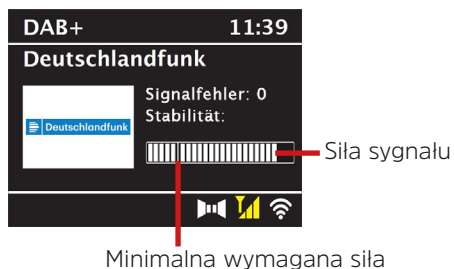 DAB+ 11:39
Deutschlandfunk
Signalfehler: 0
Stabilität:
Deutschlandfunk
Siła sygnału
Minimalna wymagana siła